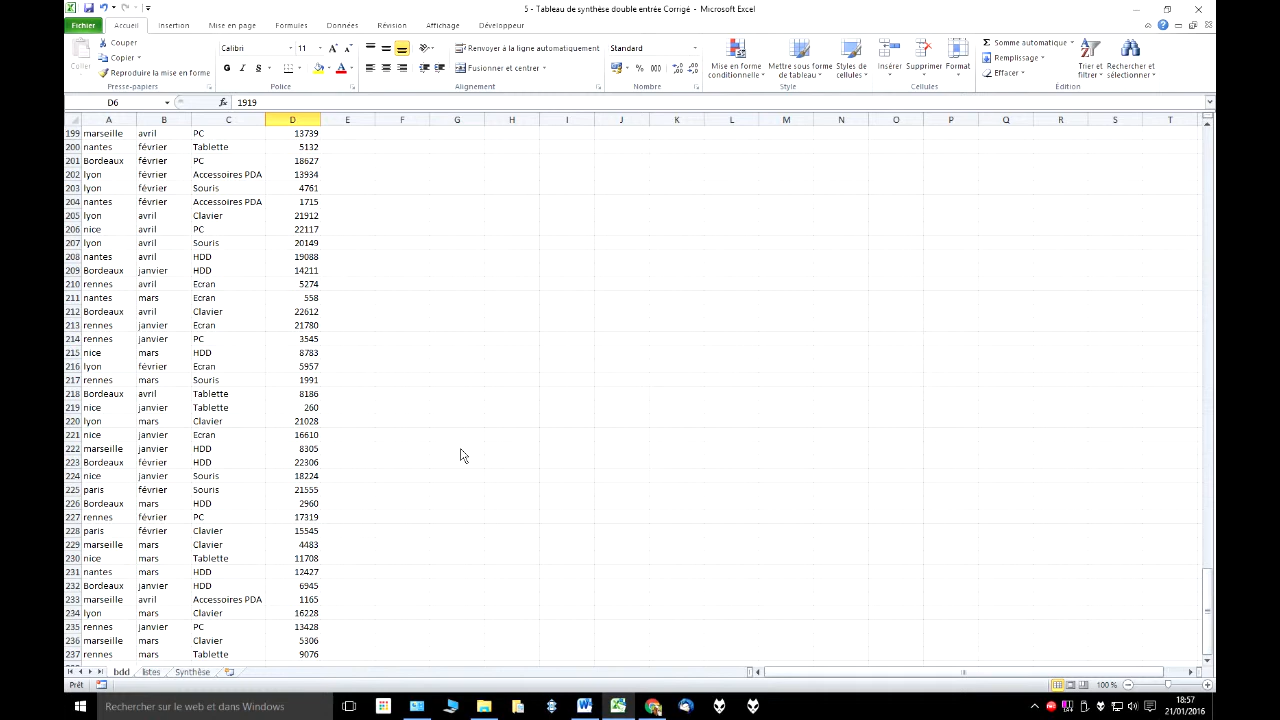 5 - Tableau de synthèse double entrée Corrigé - Microsoft Excel
Fichier Accueil Insertion Mise en page Formules Données Révision Affichage Développeur
Coller Couper Calibri 11 Renvoyer à la ligne automatiquement Standard Somme automatique
Copier Remplissage
Reproduire la mise en forme G I S Fusionner et centrer % 000 Mise en forme conditionnelle Mettre sous forme de tableau Styles de cellules Insérer Supprimer Format Effacer Trier et filtrer Rechercher et sélectionner
Presse-papiers Police Alignement Nombre Style Cellules Édition
D6 fx 1919
A B C D E F G H I J K L M N O P Q R S T
199 marseille avril PC 13739
200 nantes février Tablette 5132
201 Bordeaux février PC 18627
202 lyon février Accessoires PDA 13934
203 lyon février Souris 4761
204 nantes février Accessoires PDA 1715
205 lyon avril Clavier 21912
206 nice avril PC 22117
207 lyon avril Souris 20149
208 nantes avril HDD 19088
209 Bordeaux janvier HDD 14211
210 rennes avril Ecran 5274
211 nantes mars Ecran 558
212 Bordeaux avril Clavier 22612
213 rennes janvier Ecran 21780
214 rennes janvier PC 3545
215 nice mars HDD 8783
216 lyon février Ecran 5957
217 rennes mars Souris 1991
218 Bordeaux avril Tablette 8186
219 nice janvier Tablette 260
220 lyon mars Clavier 21028
221 nice janvier Ecran 16610
222 marseille janvier HDD 8305
223 Bordeaux février HDD 22306
224 nice janvier Souris 18224
225 paris février Souris 21555
226 Bordeaux mars HDD 2960
227 rennes février PC 17319
228 paris février Clavier 15545
229 marseille mars Clavier 4483
230 nice mars Tablette 11708
231 nantes mars HDD 12427
232 Bordeaux janvier HDD 6945
233 marseille avril Accessoires PDA 1165
234 lyon mars Clavier 16228
235 rennes janvier PC 13428
236 marseille mars Clavier 5306
237 rennes mars Tablette 9076
bdd listes Synthèse
Prêt 100 %
Rechercher sur le web et dans Windows 18:57
21/01/2016